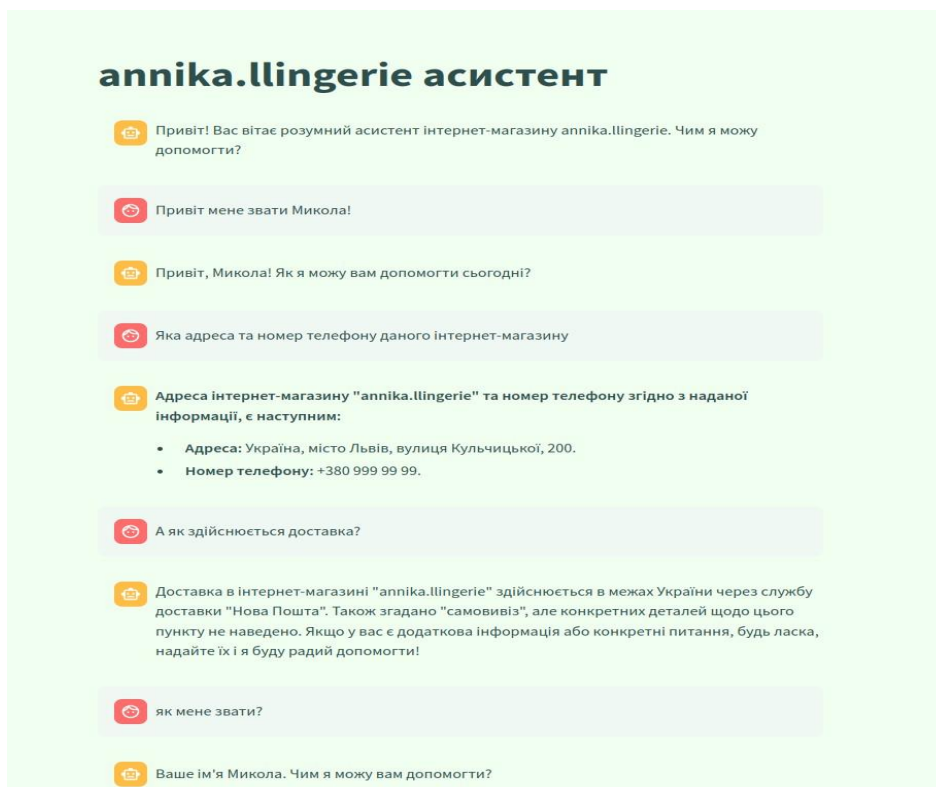 annika.llingerie асистент
Привіт! Вас вітає розумний асистент інтернет-магазину annika.llingerie. Чим я можу
допомогти?
Привіт мене звати Микола!
Привіт, Микола! Як я можу вам допомогти сьогодні?
Яка адреса та номер телефону даного інтернет-магазину
Адреса інтернет-магазину "annika.llingerie" та номер телефону згідно з наданої
інформації, є наступним:
• Адреса: Україна, місто Львів, вулиця Кульчицької, 200.
• Номер телефону: +380 999 99 99.
А як здійснюється доставка?
Доставка в інтернет-магазині "annika.llingerie" здійснюється в межах України через службу
доставки "Нова Пошта". Також згадано "самовивіз", але конкретних деталей щодо цього
пункту не наведено. Якщо у вас є додаткова інформація або конкретні питання, будь ласка,
надайте їх і я буду радий допомогти!
як мене звати?
Ваше ім'я Микола. Чим я можу вам допомогти?